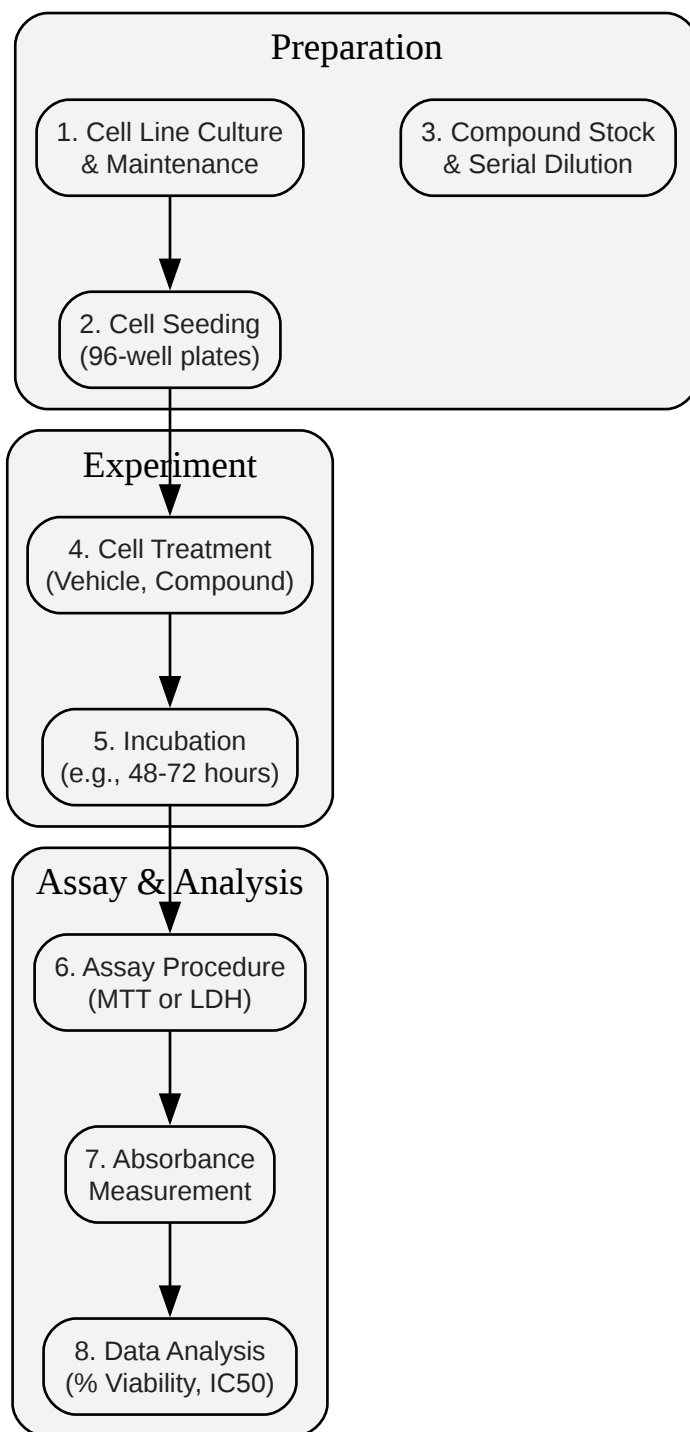 Preparation
1. Cell Line Culture
& Maintenance
3. Compound Stock
& Serial Dilution
2. Cell Seeding
(96-well plates)
Experiment
4. Cell Treatment
(Vehicle, Compound)
5. Incubation
(e.g., 48-72 hours)
Assay & Analysis
6. Assay Procedure
(MTT or LDH)
7. Absorbance
Measurement
8. Data Analysis
(% Viability, IC50)